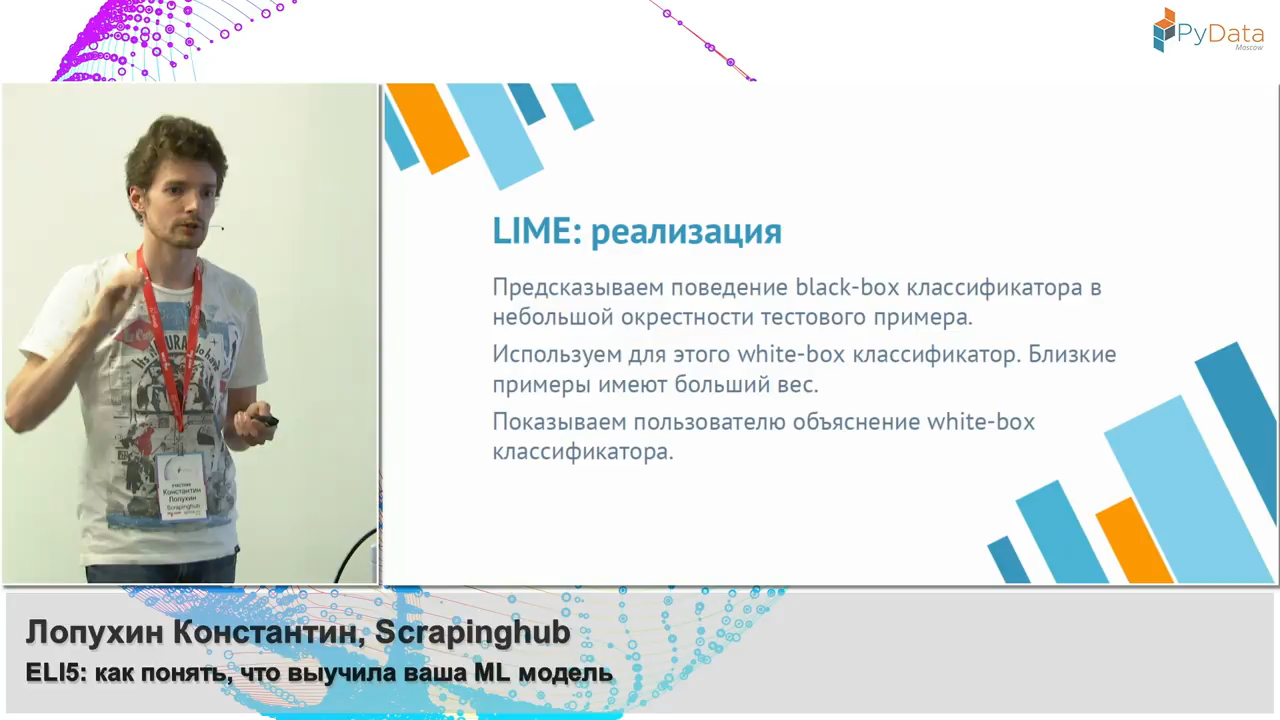 PyData
Moscow
LIME: реализация
Предсказываем поведение black-box классификатора в
небольшой окрестности тестового примера.
Используем для этого white-box классификатор. Близкие
примеры имеют больший вес.
Показываем пользователю объяснение white-box
классификатора.
участник
Константин
Лопухин
Scrapinghub
Лопухин Константин, Scrapinghub
ELI5: как понять, что выучила ваша ML модель